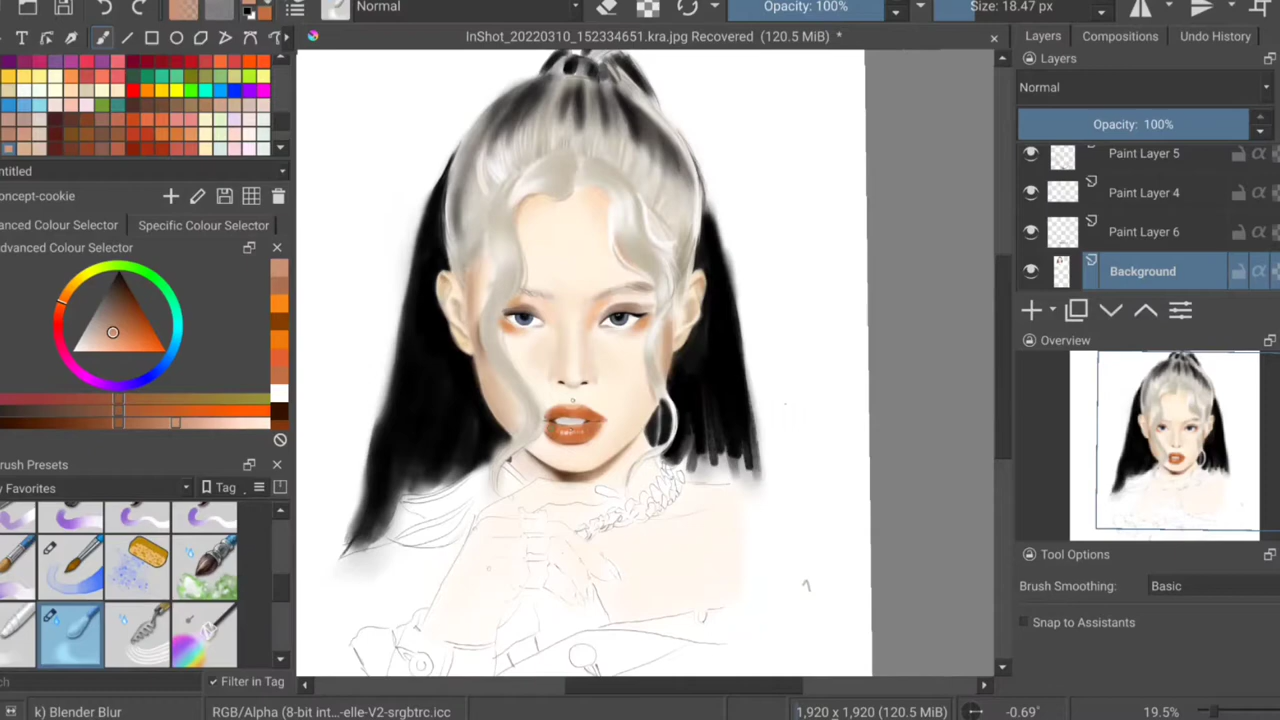 Normal
Opacity: 100%
Size: 18.47 px
InShot_20220310_152334651.kra.jpg Recovered (120.5 MiB) *
Layers
Compositions
Undo History
Layers
Normal
Opacity: 100%
Paint Layer 5
Paint Layer 4
Paint Layer 6
Background
Overview
Tool Options
Brush Smoothing:
Basic
Snap to Assistants
ntitled
oncept-cookie
anced Colour Selector
Specific Colour Selector
dvanced Colour Selector
rush Presets
y Favorites
Tag
ch
Filter in Tag
k) Blender Blur
RGB/Alpha (8-bit int...-elle-V2-srgbtrc.icc
1,920 x 1,920 (120.5 MiB)
-0.69°
19.5%